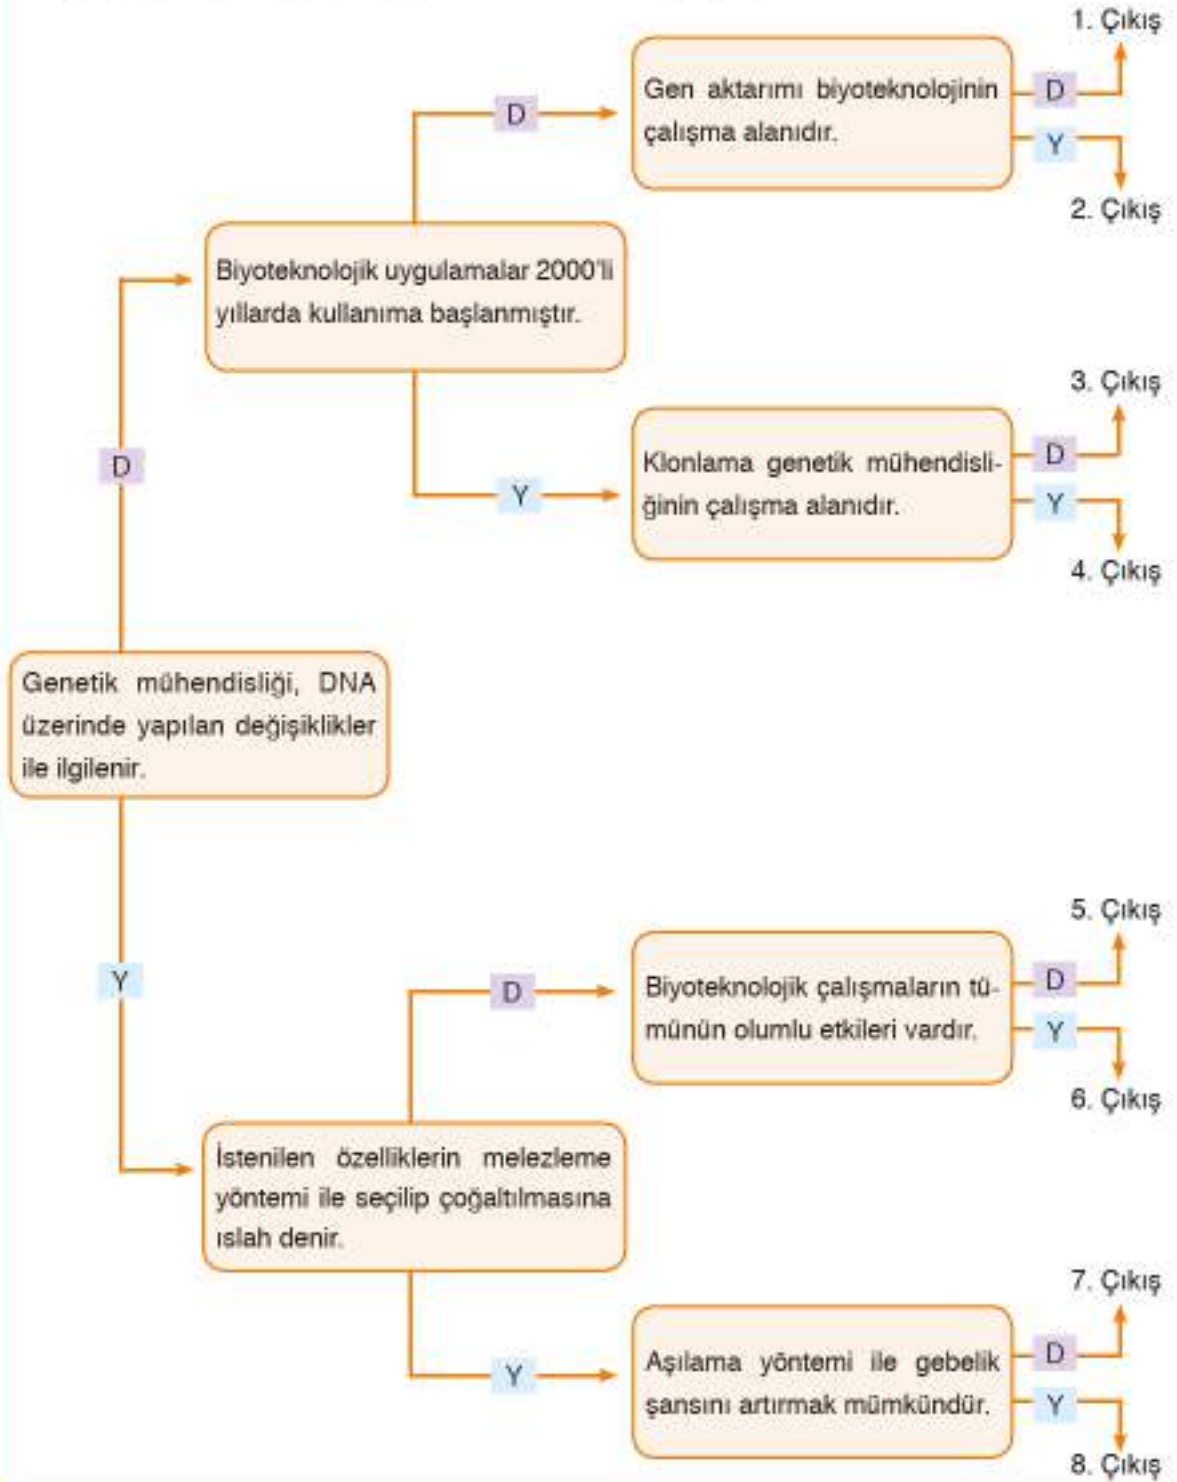 1. Çıkış
Gen aktarımı biyoteknolojinin
çalışma alanıdır.
D
Y
D
2. Çıkış
Biyoteknolojik uygulamalar 2000'li
yıllarda kullanıma başlanmıştır.
3. Çıkış
D
Klonlama genetik mühendisli-
ğinin çalışma alanıdır.
D
Y
Y
4. Çıkış
Genetik mühendisliği, DNA
üzerinde yapılan değişiklikler
ile ilgilenir.
5. Çıkış
Y
D
Biyoteknolojik çalışmaların tü-
münün olumlu etkileri vardır.
D
Y
6. Çıkış
İstenilen özelliklerin melezleme
yöntemi ile seçilip çoğaltılmasına
ıslah denir.
7. Çıkış
Y
Aşılama yöntemi ile gebelik
şansını artırmak mümkündür.
D
Y
8. Çıkış